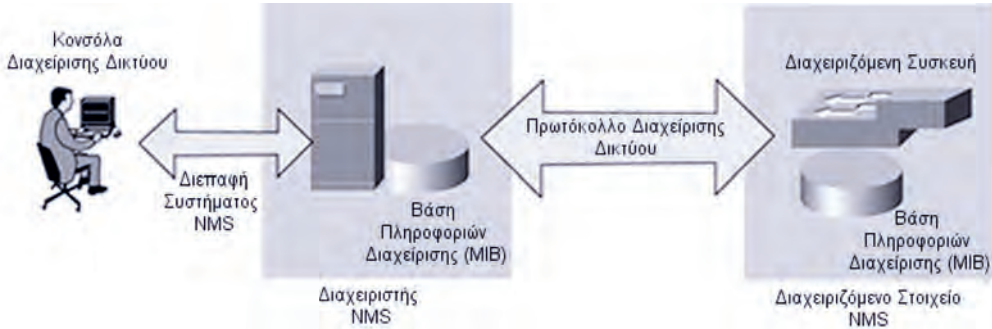 Κονσόλα
Διαχείρισης Δικτύου
Διεπαφή
Συστήματος
NMS
Βάση
Πληροφοριών
Διαχείρισης (MIB)
Διαχειριστής
NMS
Πρωτόκολλο Διαχείρισης
Δικτύου
Διαχειριζόμενη Συσκευή
Βάση
Πληροφοριών
Διαχείρισης (MIB)
Διαχειριζόμενο Στοιχείο
NMS